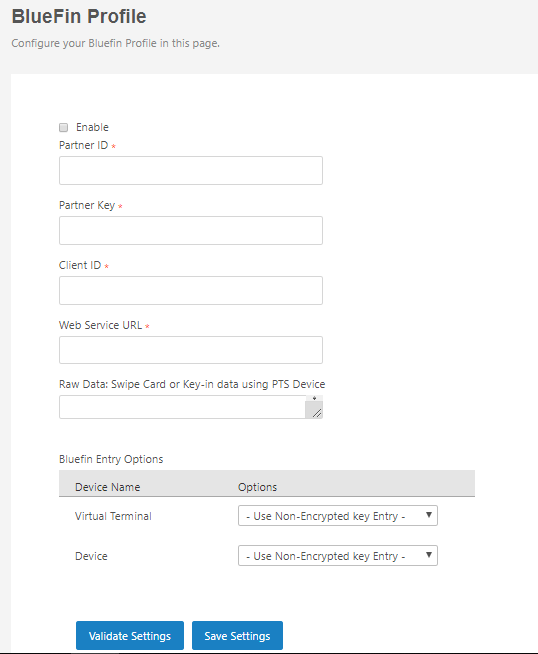 BlueFin Profile
Configure your Bluefin Profile in this page.
Enable
Partner ID *
Partner Key *
Client ID *
Web Service URL *
Raw Data: Swipe Card or Key-in data using PTS Device
Bluefin Entry Options
Device Name Options
Virtual Terminal - Use Non-Encrypted key Entry -
Device - Use Non-Encrypted key Entry -
Validate Settings Save Settings